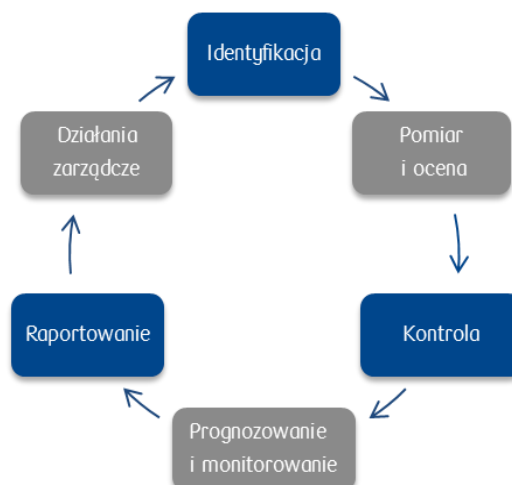 Identyfikacja
Pomiar
i ocena
Kontrola
Prognozowanie
i monitorowanie
Raportowanie
Działania
zarządcze